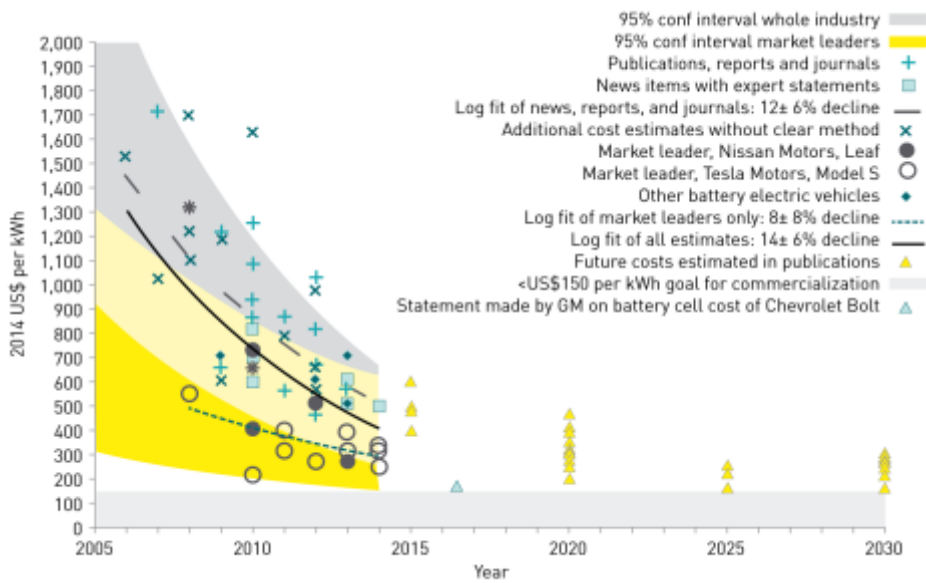 95% conf interval whole industry
95% conf interval market leaders
Publications, reports and journals
News items with expert statements
Log fit of news, reports, and journals: 12± 6% decline
Additional cost estimates without clear method
Market leader, Nissan Motors, Leaf
Market leader, Tesla Motors, Model S
Other battery electric vehicles
Log fit of market leaders only: 8± 8% decline
Log fit of all estimates: 14± 6% decline
Future costs estimated in publications
<US$150 per kWh goal for commercialization
Statement made by GM on battery cell cost of Chevrolet Bolt
2014 US$ per kWh
2,000
1,900
1,800
1,700
1,600
1,500
1,400
1,300
1,200
1,100
1,000
900
800
700
600
500
400
300
200
100
0
2005 2010 2015 2020 2025 2030
Year